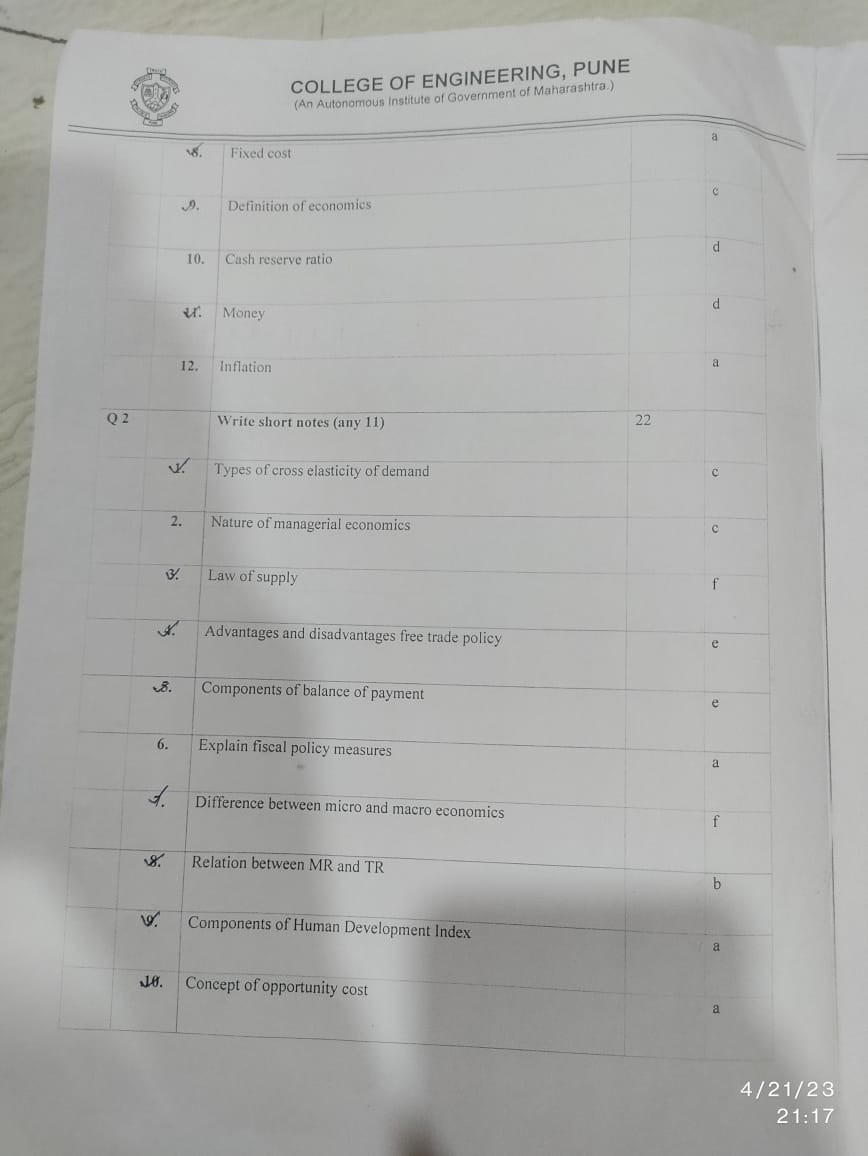 COLLEGE OF ENGINEERING, PUNE
(An Autonomous Institute of Government of Maharashtra.)
8. Fixed cost a
9. Definition of economics c
10. Cash reserve ratio d
11. Money d
12. Inflation a
Q 2 Write short notes (any 11) 22
1. Types of cross elasticity of demand c
2. Nature of managerial economics c
3. Law of supply f
4. Advantages and disadvantages free trade policy e
5. Components of balance of payment e
6. Explain fiscal policy measures a
7. Difference between micro and macro economics f
8. Relation between MR and TR b
9. Components of Human Development Index a
10. Concept of opportunity cost a
4/21/23
21:17